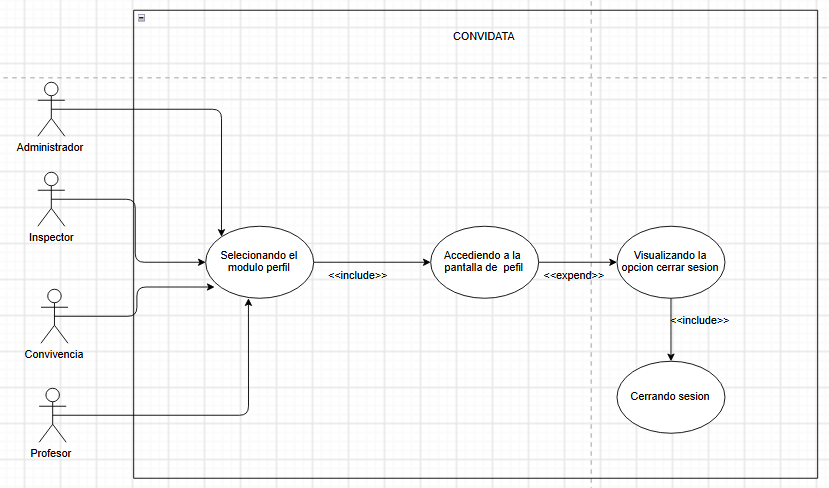 CONVIDATA
Administrador
Inspector
Convivencia
Profesor
Selecionando el
modulo perfil
<<include>>
Accediendo a la
pantalla de pefil
<<expend>>
Visualizando la
opcion cerrar sesion
<<include>>
Cerrando sesion